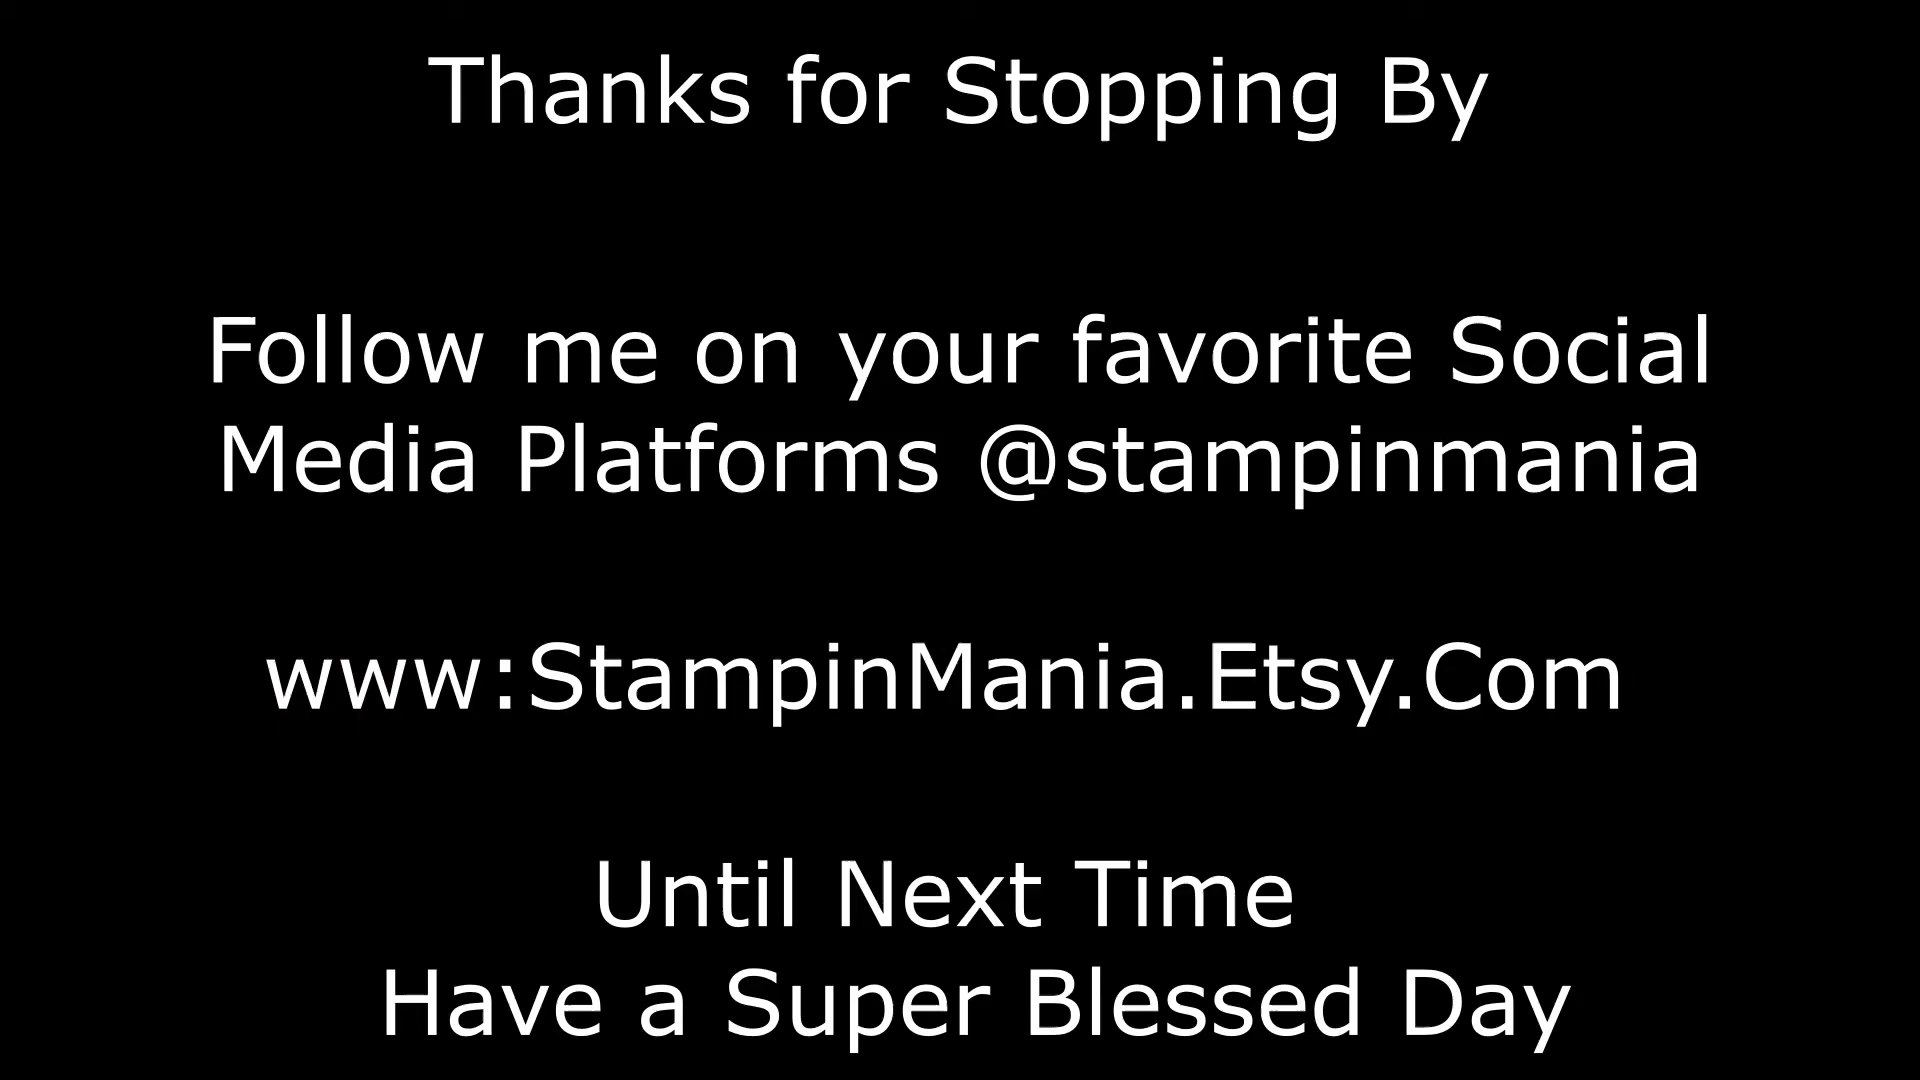 Thanks for Stopping By
Follow me on your favorite Social
Media Platforms @stampinmania
www:StampinMania.Etsy.Com
Until Next Time
Have a Super Blessed Day